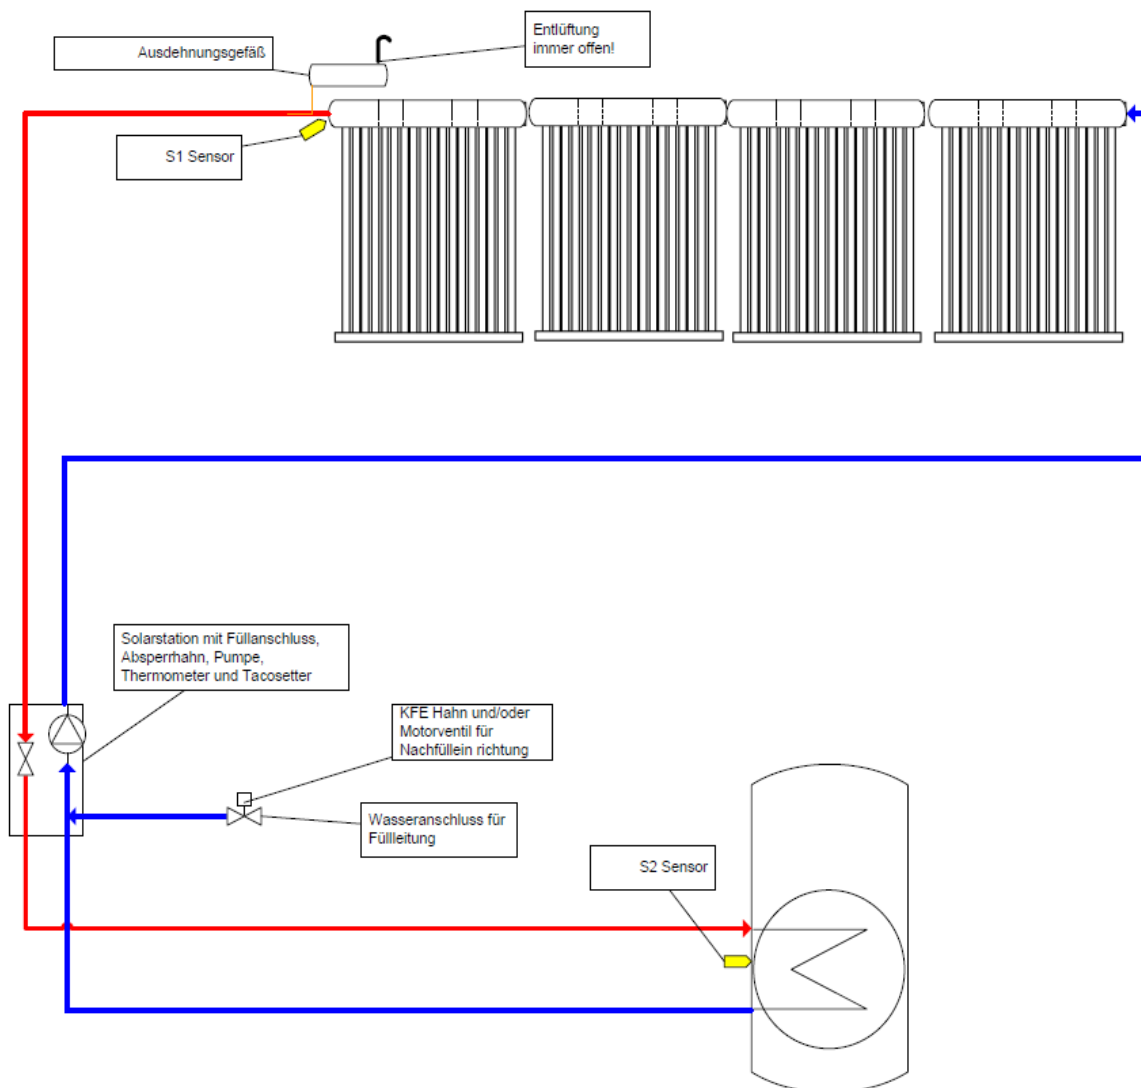 Ausdehnungsgefäß
Entlüftung
immer offen!
S1 Sensor
Solarstation mit Füllanschluss,
Absperrhahn, Pumpe,
Thermometer und Tacosetter
KFE Hahn und/oder
Motorventil für
Nachfüllein richtung
Wasseranschluss für
Füllleitung
S2 Sensor